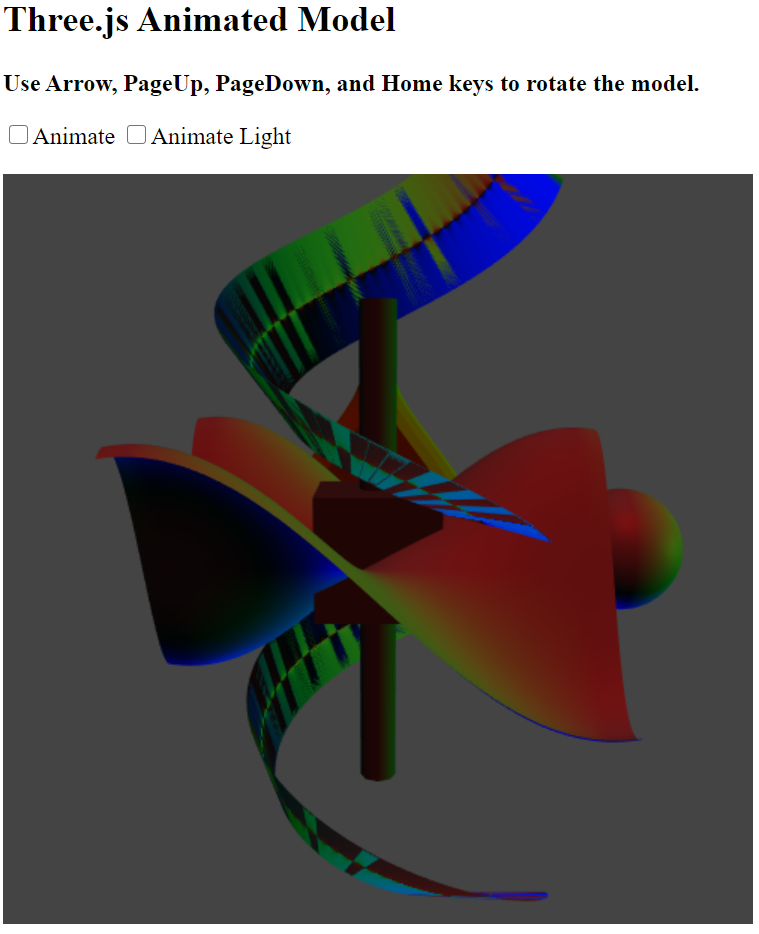 Three.js Animated Model
Use Arrow, PageUp, PageDown, and Home keys to rotate the model.
Animate Animate Light